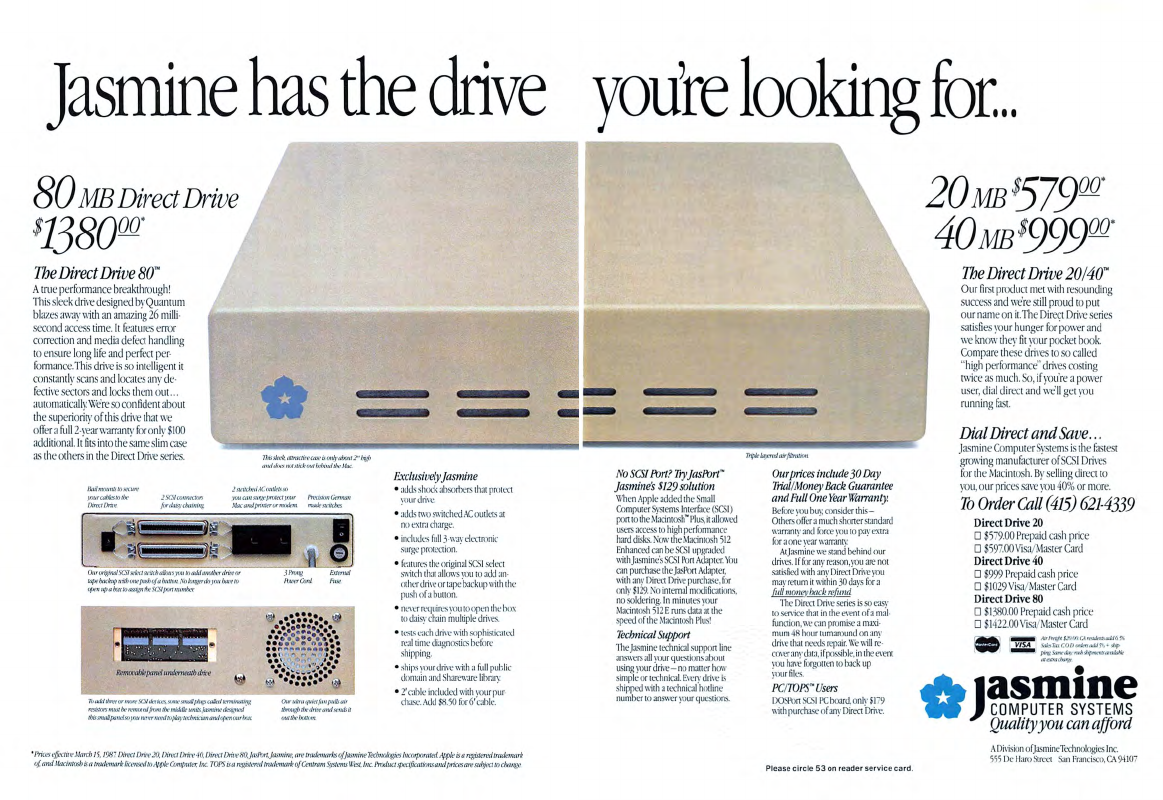 Jasmine has the drive you're looking for...
80 MB Direct Drive
$138000*
The Direct Drive 80™
A true performance breakthrough!
This sleek drive designed by Quantum
blazes away with an amazing 26 milli-
second access time. It features error
correction and media defect handling
to ensure long life and perfect per-
formance. This drive is so intelligent it
constantly scans and locates any de-
fective sectors and locks them out...
automatically. We're so confident about
the superiority of this drive that we
offer a full 2-year warranty for only $100
additional. It fits into the same slim case
as the others in the Direct Drive series.
This sleek, attractive case is only about 2" high
and does not stick out behind the Mac.
Bail mounts to secure
your cables to the
Direct Drive
2 SCSI connectors
for daisy chaining
2 switched AC outlets so
you can surge protect your
Mac and printer or modem.
Precision German
made switches
Our original SCSI select switch allows you to add another drive or
tape backup with one push of a button. No longer do you have to
open up a box to assign the SCSI port number.
3 Prong
Power Cord
External
Fuse
Removable panel underneath drive
To add three or more SCSI devices, some small plugs called terminating
resistors must be removed from the middle units. Jasmine designed
this small panel so you never need to play technician and open our box.
Our ultra quiet fan pulls air
through the drive and sends it
out the bottom.
Exclusively Jasmine
• adds shock absorbers that protect
your drive.
• adds two switched AC outlets at
no extra charge.
• includes full 3-way electronic
surge protection.
• features the original SCSI select
switch that allows you to add an-
other drive or tape backup with the
push of a button.
• never requires you to open the box
to daisy chain multiple drives.
• tests each drive with sophisticated
real time diagnostics before
shipping.
• ships your drive with a full public
domain and Shareware library.
• 2' cable included with your pur-
chase. Add $8.50 for 6' cable.
Triple layered air filtration
No SCSI Port? Try JasPort™
Jasmine's $129 solution
When Apple added the Small
Computer Systems Interface (SCSI)
port to the Macintosh™ Plus, it allowed
users access to high performance
hard disks. Now the Macintosh 512
Enhanced can be SCSI upgraded
with Jasmine's SCSI Port Adapter. You
can purchase the JasPort Adapter,
with any Direct Drive purchase, for
only $129. No internal modifications,
no soldering. In minutes your
Macintosh 512 E runs data at the
speed of the Macintosh Plus!
Technical Support
The Jasmine technical support line
answers all your questions about
using your drive—no matter how
simple or technical. Every drive is
shipped with a technical hotline
number to answer your questions.
Our prices include 30 Day
Trial/Money Back Guarantee
and Full One Year Warranty.
Before you buy, consider this—
Others offer a much shorter standard
warranty and force you to pay extra
for a one year warranty.
At Jasmine we stand behind our
drives. If for any reason, you are not
satisfied with any Direct Drive you
may return it within 30 days for a
full money back refund.
The Direct Drive series is so easy
to service that in the event of a mal-
function, we can promise a maxi-
mum 48 hour turnaround on any
drive that needs repair. We will re-
cover any data, if possible, in the event
you have forgotten to back up
your files.
PC/TOPS™ Users
DOSPort SCSI PC board, only $179
with purchase of any Direct Drive.
20 MB $57900*
40 MB $99900*
The Direct Drive 20/40™
Our first product met with resounding
success and we're still proud to put
our name on it. The Direct Drive series
satisfies your hunger for power and
we know they fit your pocket book.
Compare these drives to so called
"high performance" drives costing
twice as much. So, if you're a power
user, dial direct and we'll get you
running fast.
Dial Direct and Save...
Jasmine Computer Systems is the fastest
growing manufacturer of SCSI Drives
for the Macintosh. By selling direct to
you, our prices save you 40% or more.
To Order Call (415) 621-4339
Direct Drive 20
☐ $579.00 Prepaid cash price
☐ $597.00 Visa/Master Card
Direct Drive 40
☐ $999 Prepaid cash price
☐ $1029 Visa/Master Card
Direct Drive 80
☐ $1380.00 Prepaid cash price
☐ $1422.00 Visa/Master Card
MasterCard
VISA
Air Freight $29.00. CA residents add 6.5%
Sales Tax. C.O.D. orders add 3% + ship-
ping. Same day rush shipments available
at extra charge.
jasmine
COMPUTER SYSTEMS
Quality you can afford
A Division of Jasmine Technologies Inc.
555 De Haro Street San Francisco, CA 94107
*Prices effective March 15, 1987. Direct Drive 20, Direct Drive 40, Direct Drive 80, JasPort, Jasmine, are trademarks of Jasmine Technologies Incorporated. Apple is a registered trademark
of, and Macintosh is a trademark licensed to Apple Computer, Inc. TOPS is a registered trademark of Centram Systems West, Inc. Product specifications and prices are subject to change.
Please circle 53 on reader service card.